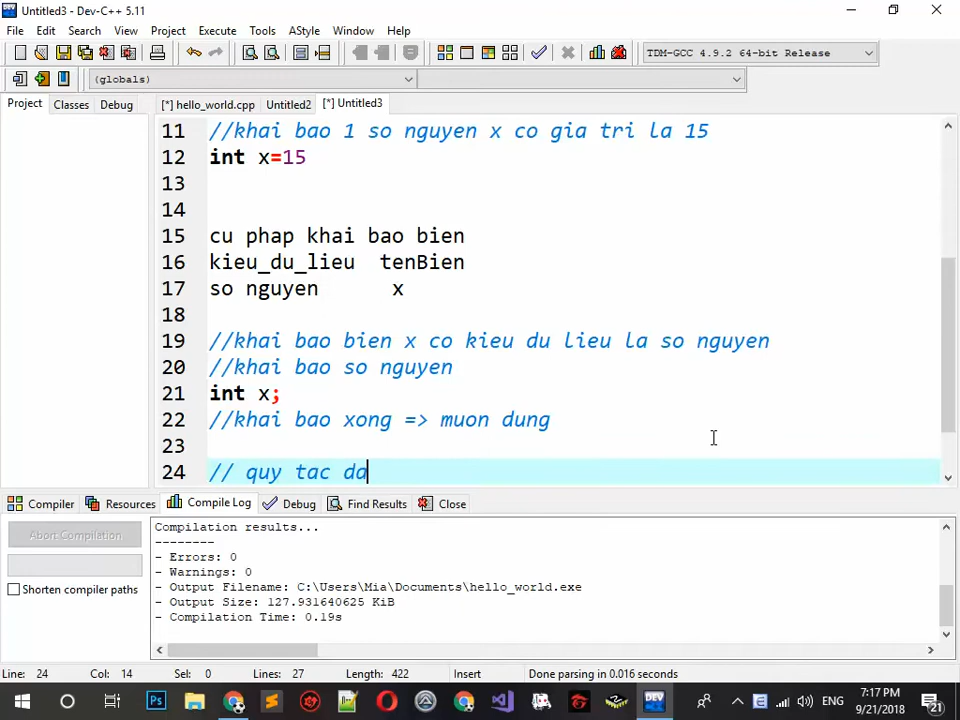 Untitled3 - Dev-C++ 5.11
File Edit Search View Project Execute Tools AStyle Window Help
TDM-GCC 4.9.2 64-bit Release
(globals)
Project Classes Debug [*] hello_world.cpp Untitled2 [*] Untitled3
11 //khai bao 1 so nguyen x co gia tri la 15
12 int x=15
13
14
15 cu phap khai bao bien
16 kieu_du_lieu tenBien
17 so nguyen x
18
19 //khai bao bien x co kieu du lieu la so nguyen
20 //khai bao so nguyen
21 int x;
22 //khai bao xong => muon dung
23
24 // quy tac da
Compiler Resources Compile Log Debug Find Results Close
Abort Compilation
Shorten compiler paths
Compilation results...
--------
- Errors: 0
- Warnings: 0
- Output Filename: C:\Users\Mia\Documents\hello_world.exe
- Output Size: 127.931640625 KiB
- Compilation Time: 0.19s
Line: 24 Col: 14 Sel: 0 Lines: 27 Length: 422 Insert Done parsing in 0.016 seconds
Ps DEV ENG 7:17 PM
9/21/2018 21